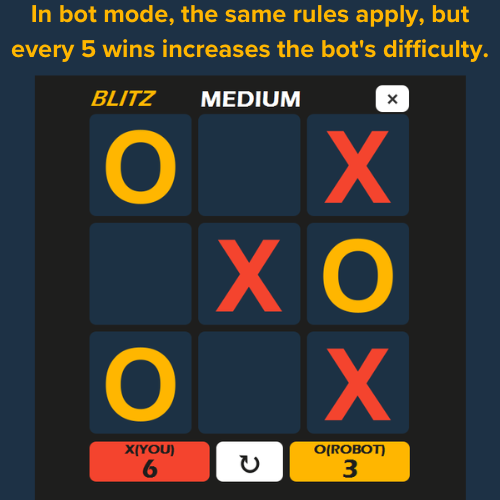 In bot mode, the same rules apply, but
every 5 wins increases the bot's difficulty.
BLITZ MEDIUM ×
O X
X O
O X
X(YOU) O(ROBOT)
6 ↻ 3